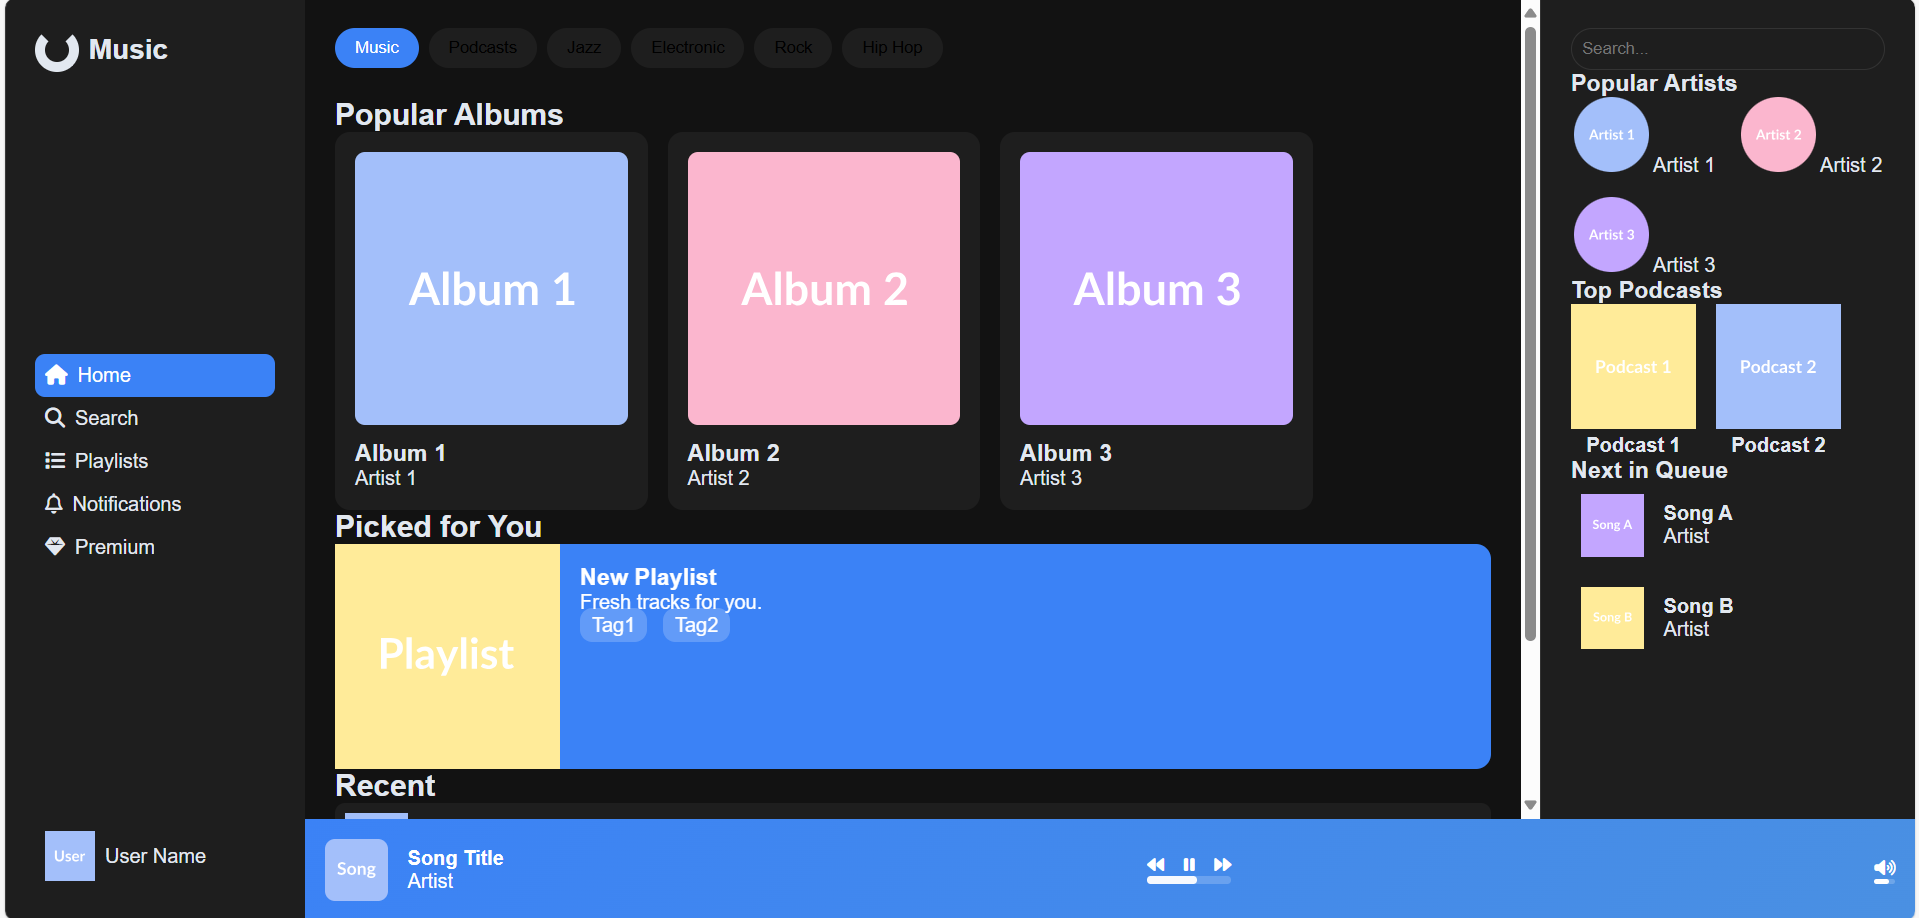 Music
Home
Search
Playlists
Notifications
Premium
User
User Name
Music
Podcasts
Jazz
Electronic
Rock
Hip Hop
Popular Albums
Album 1
Album 2
Album 3
Album 1
Artist 1
Album 2
Artist 2
Album 3
Artist 3
Picked for You
Playlist
New Playlist
Fresh tracks for you.
Tag1
Tag2
Recent
Search...
Popular Artists
Artist 1
Artist 1
Artist 2
Artist 2
Artist 3
Artist 3
Top Podcasts
Podcast 1
Podcast 2
Podcast 1
Podcast 2
Next in Queue
Song A
Song A
Artist
Song B
Song B
Artist
Song
Song Title
Artist